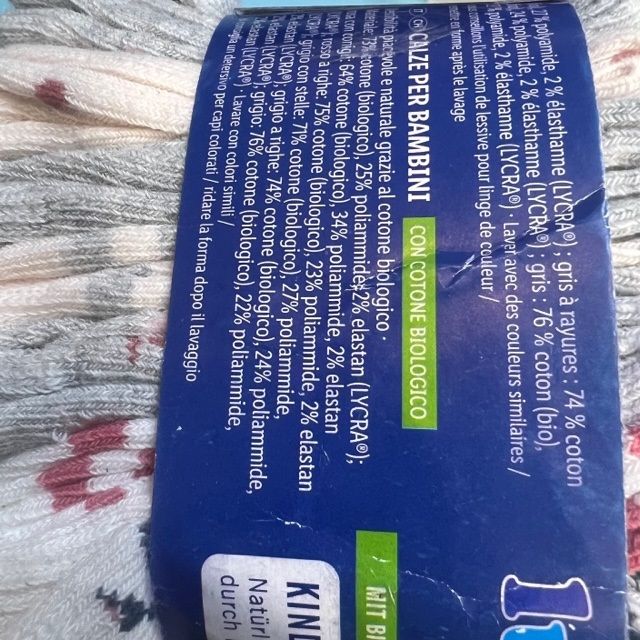 % polyamide, 2 % élasthanne (LYCRA®) ; gris à rayures : 74 % coton
% polyamide, 2 % élasthanne (LYCRA®) ; gris : 76 % coton (bio),
% polyamide, 2 % élasthanne (LYCRA®) · Laver avec des couleurs similaires /
l'utilisation de lessive pour linge de couleur /
en forme après le lavage
CALZE PER BAMBINI CON COTONE BIOLOGICO
piacevole e naturale grazie al cotone biologico ·
cotone (biologico), 25% poliammide, 2% elastan (LYCRA®);
64% cotone (biologico), 34% poliammide, 2% elastan
rosso a righe: 75% cotone (biologico), 23% poliammide, 2% elastan
grigio con stelle: 71% cotone (biologico), 27% poliammide,
elastan (LYCRA®); grigio a righe: 74% cotone (biologico), 24% poliammide,
elastan (LYCRA®); grigio: 76% cotone (biologico), 22% poliammide,
(LYCRA®) · Lavare con colori simili /
un detersivo per capi colorati / ridare la forma dopo il lavaggio
MIT BI
KIN
Natürl
durch